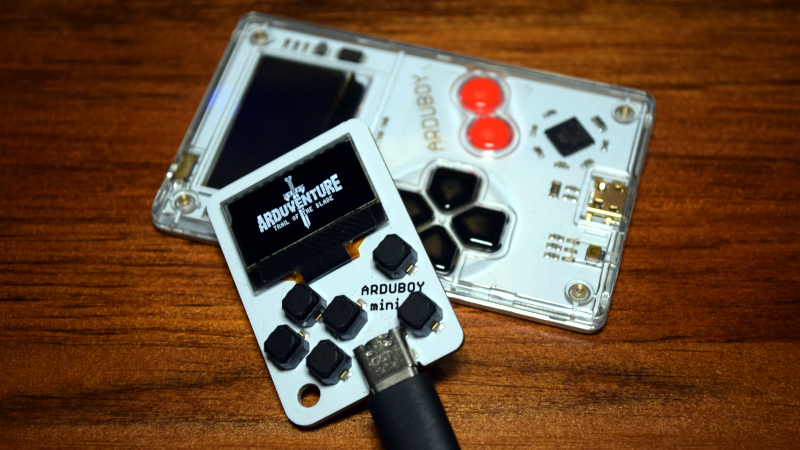 ARDUVENTURE
TRAIL OF THE BLADE
ARDUBOY
mini
ARDUBOY